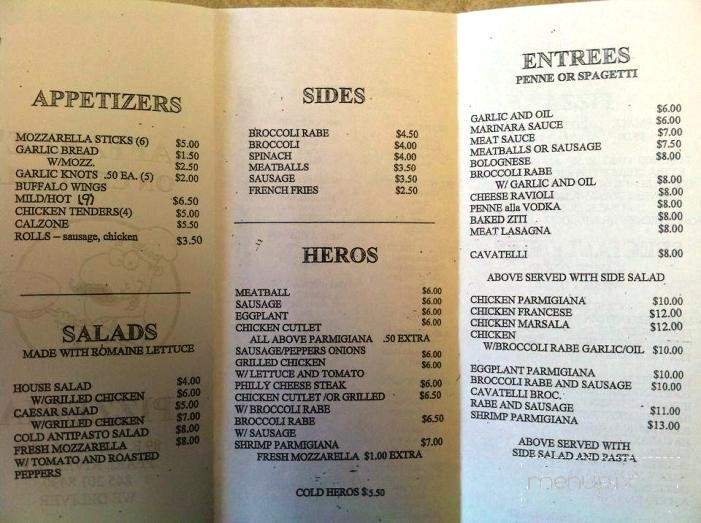 APPETIZERS
MOZZARELLA STICKS (6) $5.00
GARLIC BREAD $1.50
W/MOZZ. $2.50
GARLIC KNOTS .50 EA. (5) $2.00
BUFFALO WINGS
MILD/HOT (9) $6.50
CHICKEN TENDERS(4) $5.00
CALZONE $5.50
ROLLS – sausage, chicken $3.50
SALADS
MADE WITH ROMAINE LETTUCE
HOUSE SALAD $4.00
W/GRILLED CHICKEN $6.00
CAESAR SALAD $5.00
W/GRILLED CHICKEN $7.00
COLD ANTIPASTO SALAD $8.00
FRESH MOZZARELLA $8.00
W/ TOMATO AND ROASTED
PEPPERS
SIDES
BROCCOLI RABE $4.50
BROCCOLI $4.00
SPINACH $4.00
MEATBALLS $3.50
SAUSAGE $3.50
FRENCH FRIES $2.50
HEROS
MEATBALL $6.00
SAUSAGE $6.00
EGGPLANT $6.00
CHICKEN CUTLET $6.00
ALL ABOVE PARMIGIANA .50 EXTRA
SAUSAGE/PEPPERS ONIONS $6.00
GRILLED CHICKEN $6.00
W/ LETTUCE AND TOMATO
PHILLY CHEESE STEAK $6.00
CHICKEN CUTLET /OR GRILLED $6.50
W/ BROCCOLI RABE
BROCCOLI RABE $6.50
W/ SAUSAGE
SHRIMP PARMIGIANA $7.00
FRESH MOZZARELLA $1.00 EXTRA
COLD HEROS $5.50
ENTREES
PENNE OR SPAGETTI
GARLIC AND OIL $6.00
MARINARA SAUCE $6.00
MEAT SAUCE $7.00
MEATBALLS OR SAUSAGE $7.50
BOLOGNESE $8.00
BROCCOLI RABE
W/ GARLIC AND OIL $8.00
CHEESE RAVIOLI $8.00
PENNE alla VODKA $8.00
BAKED ZITI $8.00
MEAT LASAGNA $8.00
CAVATELLI $8.00
ABOVE SERVED WITH SIDE SALAD
CHICKEN PARMIGIANA $10.00
CHICKEN FRANCESE $12.00
CHICKEN MARSALA $12.00
CHICKEN
W/BROCCOLI RABE GARLIC/OIL $10.00
EGGPLANT PARMIGIANA $10.00
BROCCOLI RABE AND SAUSAGE $10.00
CAVATELLI BROC.
RABE AND SAUSAGE $11.00
SHRIMP PARMIGIANA $13.00
ABOVE SERVED WITH
SIDE SALAD AND PASTA